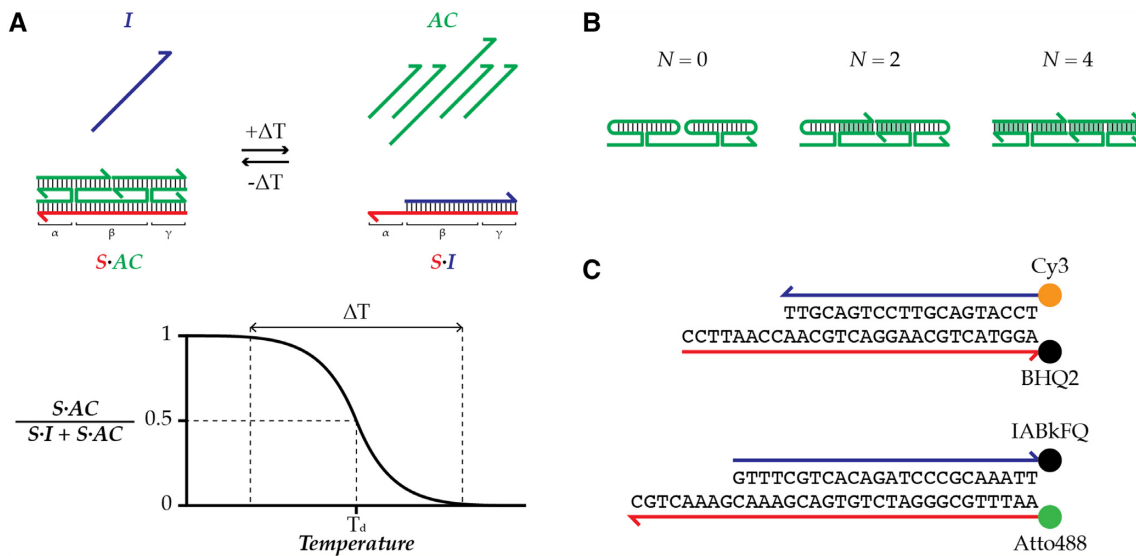 A
I
AC
+ΔT
-ΔT
α β γ
α β γ
S·AC
S·I
ΔT
1
0.5
0
S·AC
S·I + S·AC
T_d
Temperature
B
N = 0
N = 2
N = 4
C
Cy3
TTGCAGTCCTTGCAGTACCT
CCTTAACCAACGTCAGGAACGTCATGGA
BHQ2
IABkFQ
GTTTCGTCACAGATCCCGCAAATT
CGTCAAAGCAAAGCAGTGTCTAGGGCGTTTAA
Atto488